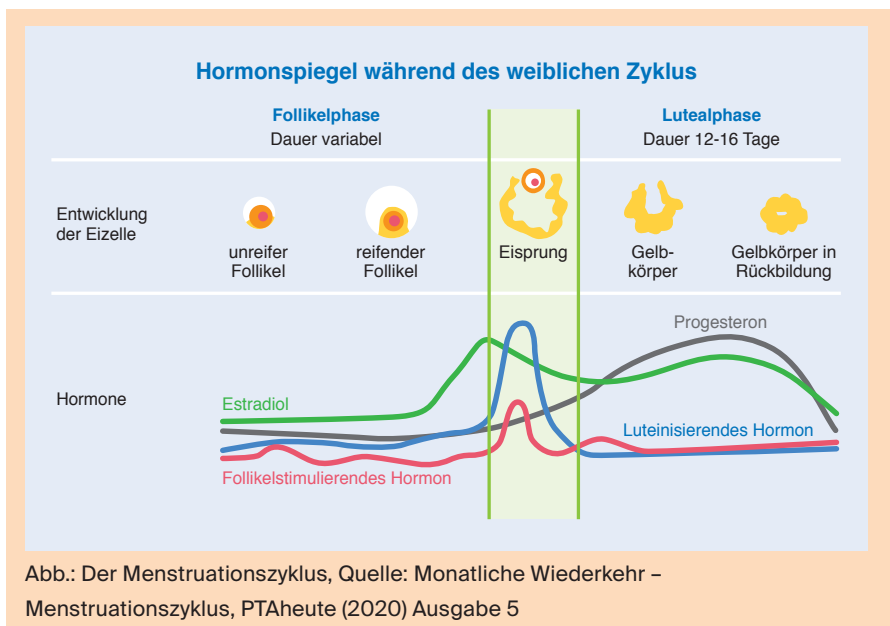 Hormonspiegel während des weiblichen Zyklus
Follikelphase
Dauer variabel
Lutealphase
Dauer 12-16 Tage
Entwicklung
der Eizelle
unreifer
Follikel
reifender
Follikel
Eisprung
Gelb-
körper
Gelbkörper in
Rückbildung
Hormone
Progesteron
Estradiol
Luteinisierendes Hormon
Follikelstimulierendes Hormon
Abb.: Der Menstruationszyklus, Quelle: Monatliche Wiederkehr –
Menstruationszyklus, PTAheute (2020) Ausgabe 5